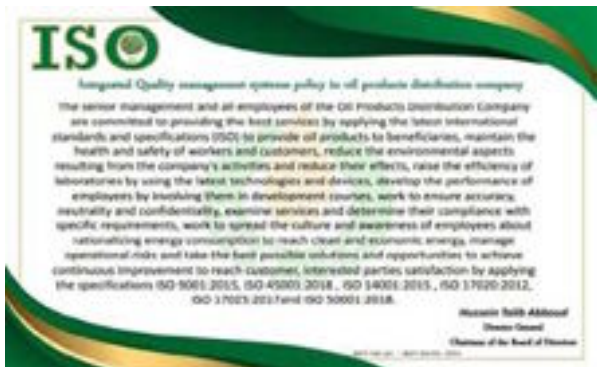 ISO
Integrated Quality management systems policy in oil products distribution company
The senior management and all employees of the Oil Products Distribution Company
are committed to providing the best services by applying the latest international
standards and specifications (ISO) to provide oil products to beneficiaries, maintain the
health and safety of workers and customers, reduce the environmental aspects
resulting from the company's activities and reduce their effects, raise the efficiency of
laboratories by using the latest technologies and devices, develop the performance of
employees by involving them in development courses, work to ensure accuracy,
neutrality and confidentiality, examine services and determine their compliance with
specific requirements, work to spread the culture and awareness of employees about
rationalizing energy consumption to reach clean and economic energy, manage
operational risks and take the best possible solutions and opportunities to achieve
continuous improvement to reach customer, interested parties satisfaction by applying
the specifications ISO 9001:2015, ISO 45001:2018 , ISO 14001:2015 , ISO 17020:2012,
ISO 17025:2017and ISO 50001:2018.
Hussein Talib Abboud
Director General
Chairman of the Board of Directors